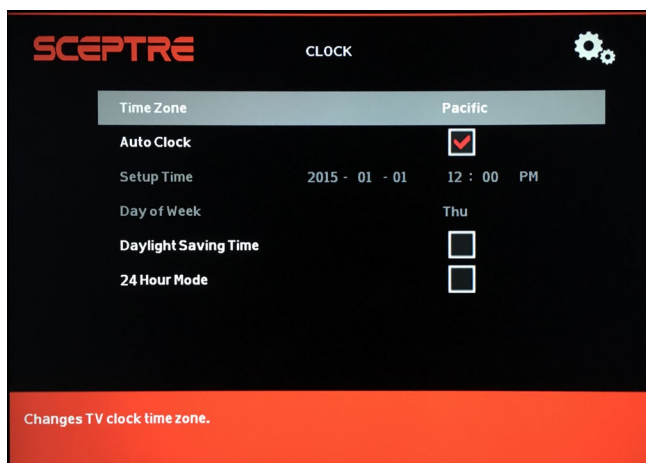 SCEPTRE
CLOCK
Time Zone Pacific
Auto Clock
Setup Time 2015 - 01 - 01 12 : 00 PM
Day of Week Thu
Daylight Saving Time
24 Hour Mode
Changes TV clock time zone.